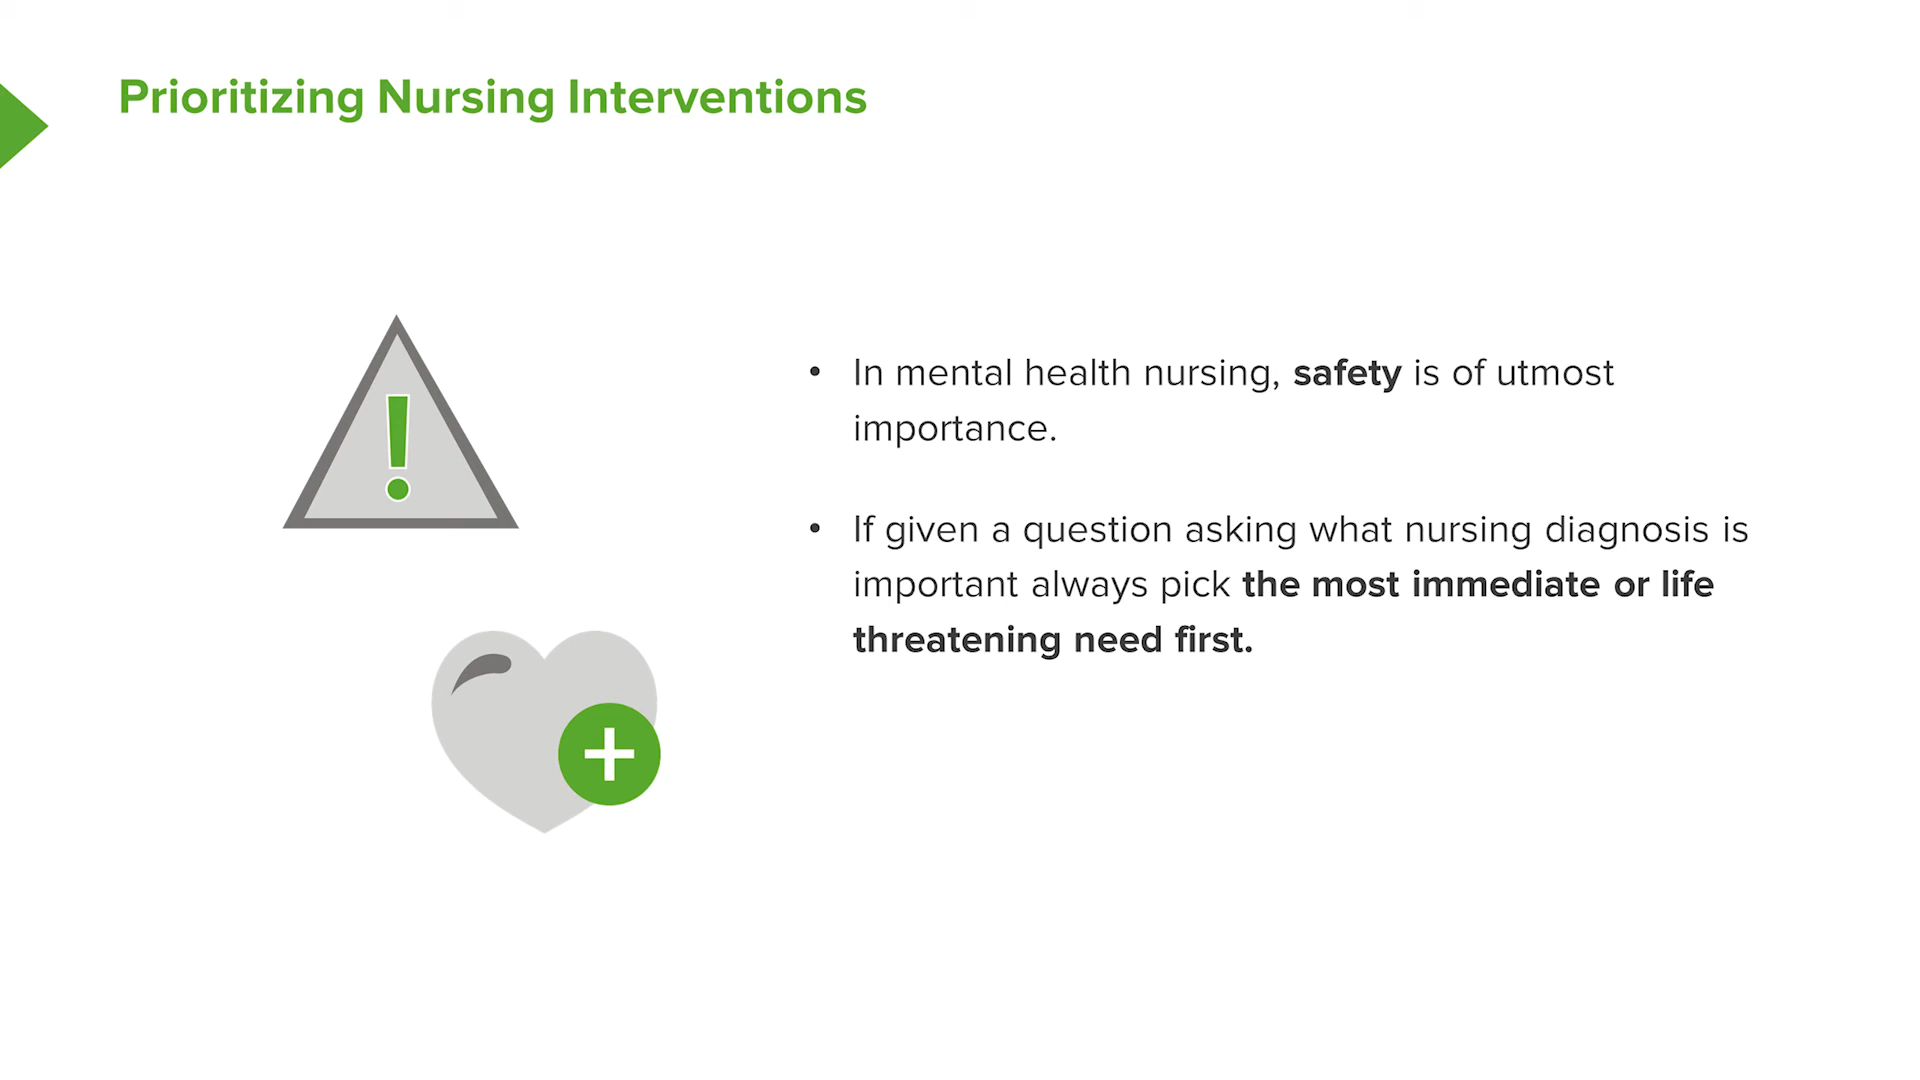 Prioritizing Nursing Interventions
• In mental health nursing, safety is of utmost
importance.
• If given a question asking what nursing diagnosis is
important always pick the most immediate or life
threatening need first.